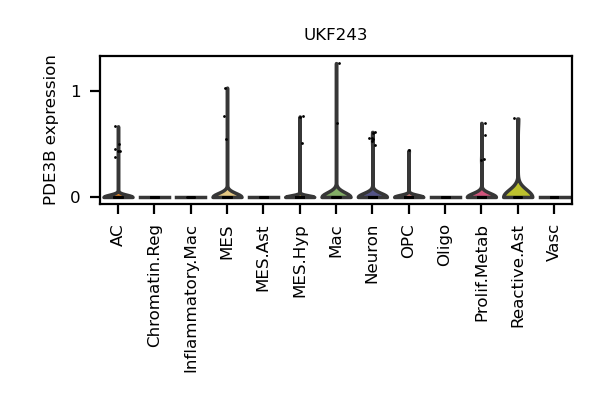 UKF243
PDE3B expression
1
0
AC
Chromatin.Reg
Inflammatory.Mac
MES
MES.Ast
MES.Hyp
Mac
Neuron
OPC
Oligo
Prolif.Metab
Reactive.Ast
Vasc